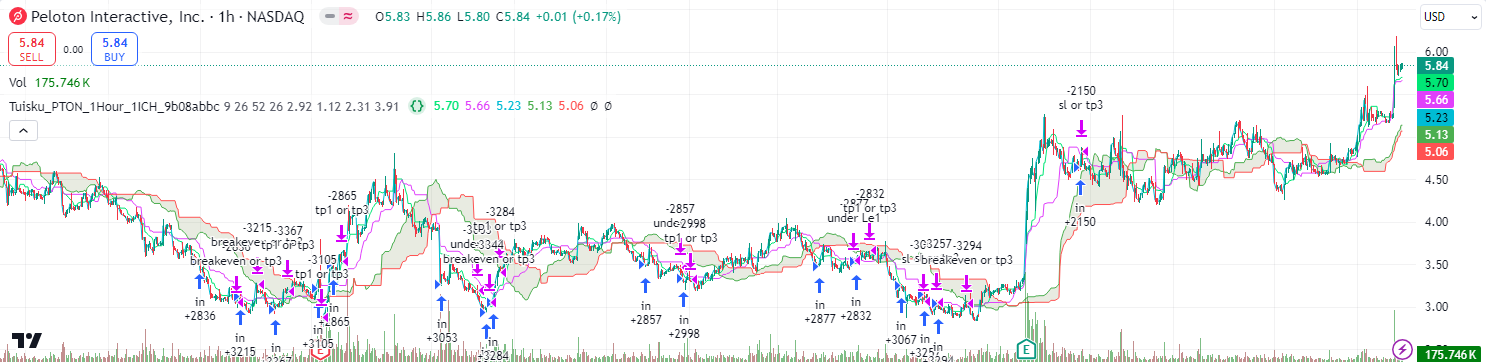 Peloton Interactive, Inc. · 1h · NASDAQ
O5.83 H5.86 L5.80 C5.84 +0.01 (+0.17%)
USD
5.84
SELL
0.00
5.84
BUY
Vol 175.746 K
Tuisku_PTON_1Hour_1ICH_9b08abbc 9 26 52 26 2.92 1.12 2.31 3.91 {} 5.70 5.66 5.23 5.13 5.06 ∅ ∅
6.00
5.84
5.70
5.66
5.23
5.13
5.06
4.50
4.00
3.50
3.00
175.746 K
-2150
sl or tp3
in
+2150
-2865
tp1 or tp3
-3215
-3367
tp1 or tp3
breakeven or tp3
-3105
tp1 or tp3
in
+2836
in
+3215
in
in
+2865
+3105
E
-3284
tp1 or tp3
-3344
breakeven or tp3
in
+3053
in
+3284
-2857
-2998
tp1 or tp3
in
+2857
in
+2998
-2832
-2877
tp1 or tp3
under Le1
in
+2877
in
+2832
-3257
-3294
breakeven or tp3
in
+3067
in
in
E